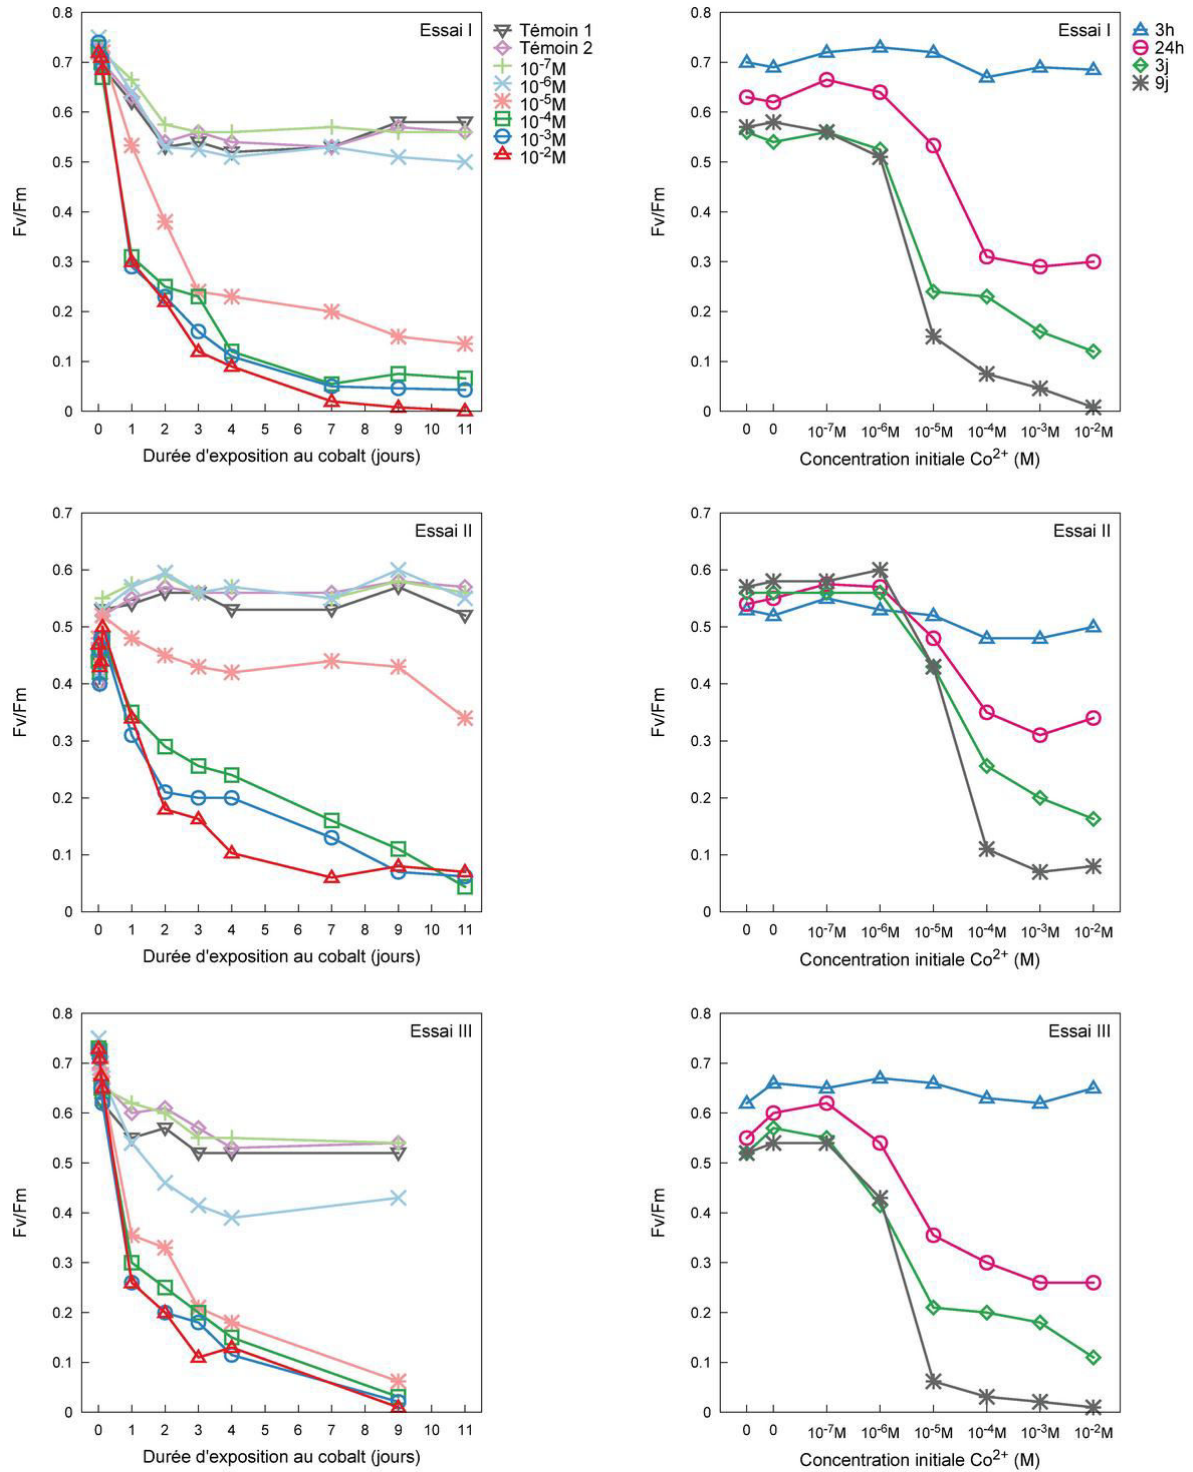 Essai I
0.8
0.7
0.6
0.5
0.4
0.3
0.2
0.1
0
Fv/Fm
0 1 2 3 4 5 6 7 8 9 10 11
Durée d'exposition au cobalt (jours)
Témoin 1
Témoin 2
10⁻⁷M
10⁻⁶M
10⁻⁵M
10⁻⁴M
10⁻³M
10⁻²M
Essai I
0.8
0.7
0.6
0.5
0.4
0.3
0.2
0.1
0
Fv/Fm
0 0 10⁻⁷M 10⁻⁶M 10⁻⁵M 10⁻⁴M 10⁻³M 10⁻²M
Concentration initiale Co²⁺ (M)
3h
24h
3j
9j
Essai II
0.7
0.6
0.5
0.4
0.3
0.2
0.1
0
Fv/Fm
0 1 2 3 4 5 6 7 8 9 10 11
Durée d'exposition au cobalt (jours)
Essai II
0.7
0.6
0.5
0.4
0.3
0.2
0.1
0
Fv/Fm
0 0 10⁻⁷M 10⁻⁶M 10⁻⁵M 10⁻⁴M 10⁻³M 10⁻²M
Concentration initiale Co²⁺ (M)
Essai III
0.8
0.7
0.6
0.5
0.4
0.3
0.2
0.1
0
Fv/Fm
0 1 2 3 4 5 6 7 8 9 10 11
Durée d'exposition au cobalt (jours)
Essai III
0.8
0.7
0.6
0.5
0.4
0.3
0.2
0.1
0
Fv/Fm
0 0 10⁻⁷M 10⁻⁶M 10⁻⁵M 10⁻⁴M 10⁻³M 10⁻²M
Concentration initiale Co²⁺ (M)